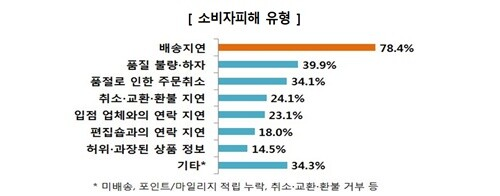 [ 소비자피해 유형 ]
배송지연 78.4%
품질 불량·하자 39.9%
품절로 인한 주문취소 34.1%
취소·교환·환불 지연 24.1%
입점 업체와의 연락 지연 23.1%
편집숍과의 연락 지연 18.0%
허위·과장된 상품 정보 14.5%
기타* 34.3%
* 미배송, 포인트/마일리지 적립 누락, 취소·교환·환불 거부 등